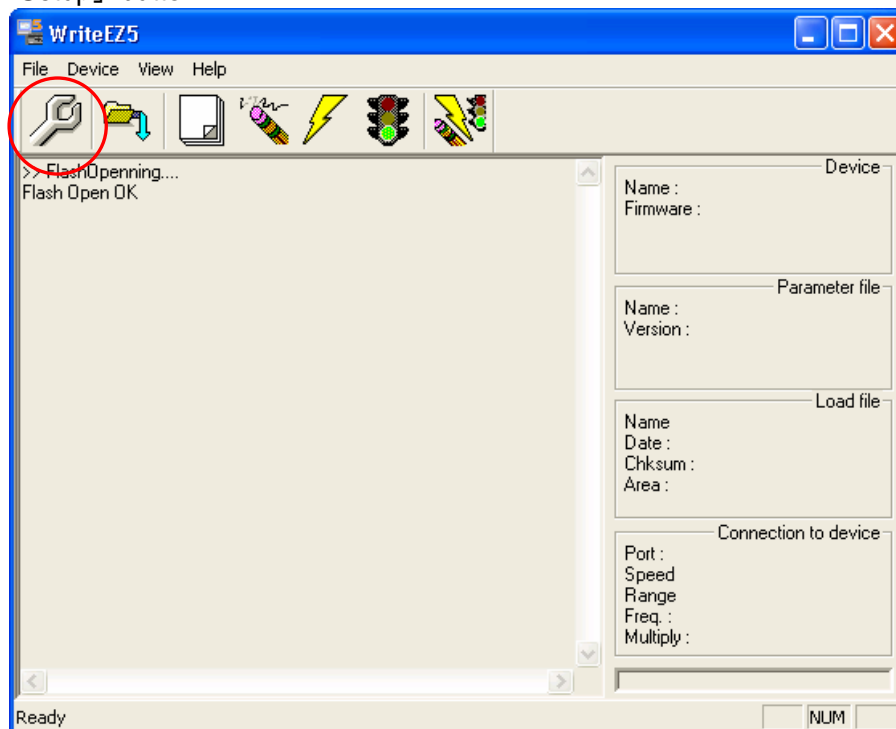 WriteEZ5
File Device View Help
>> FlashOpenning....
Flash Open OK
Device
Name :
Firmware :
Parameter file
Name :
Version :
Load file
Name
Date :
Chksum :
Area :
Connection to device
Port :
Speed
Range
Freq. :
Multiply :
Ready
NUM